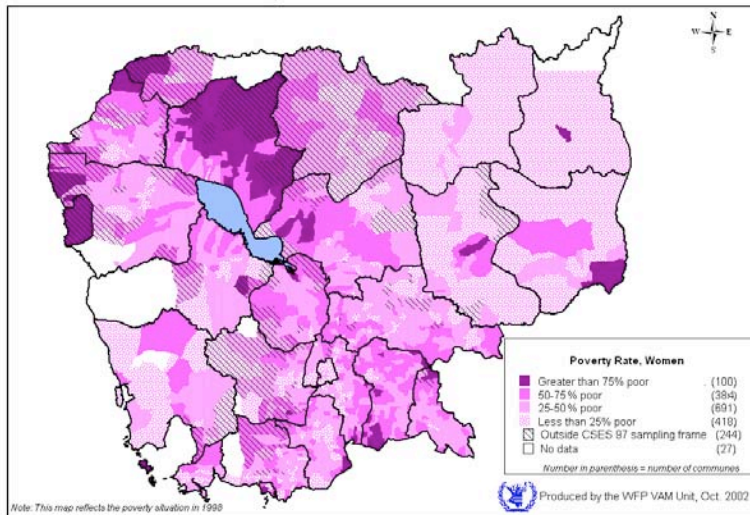 N
W E
S
Poverty Rate, Women
Greater than 75% poor . (100)
50-75% poor (384)
25-50% poor (691)
Less than 25% poor (418)
Outside CSES 97 sampling frame (244)
No data (27)
Number in parenthesis = number of communes
Note: This map reflects the poverty situation in 1998
Produced by the WFP VAM Unit, Oct. 2002